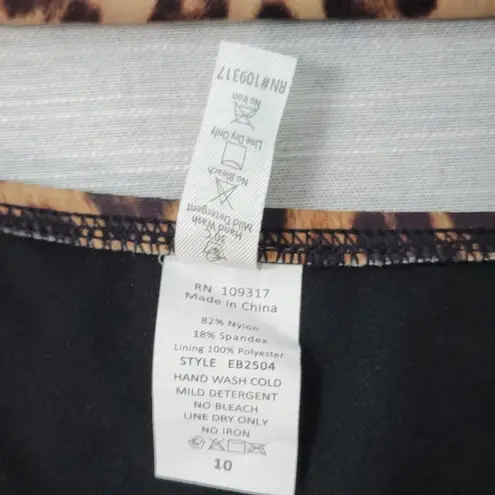 RN#109317
No Iron
Line Dry Only
No Bleach
Mild Detergent
Hand Wash
30°C
RN 109317
Made in China
82% Nylon
18% Spandex
Lining 100% Polyester
STYLE EB2504
HAND WASH COLD
MILD DETERGENT
NO BLEACH
LINE DRY ONLY
NO IRON
10